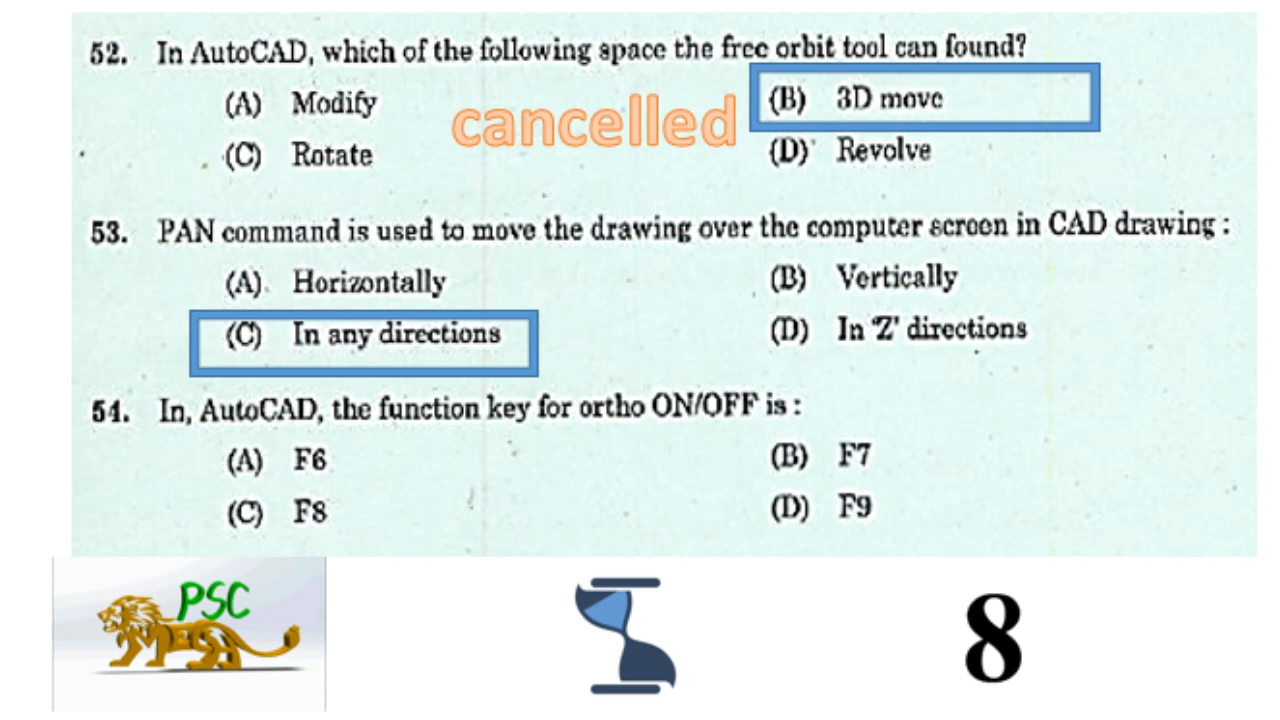 52. In AutoCAD, which of the following space the free orbit tool can found?
(A) Modify
(B) 3D move
cancelled
(C) Rotate
(D) Revolve
53. PAN command is used to move the drawing over the computer screen in CAD drawing :
(A). Horizontally
(B) Vertically
(C) In any directions
(D) In 'Z' directions
54. In, AutoCAD, the function key for ortho ON/OFF is :
(A) F6
(B) F7
(C) F8
(D) F9
PSC
8